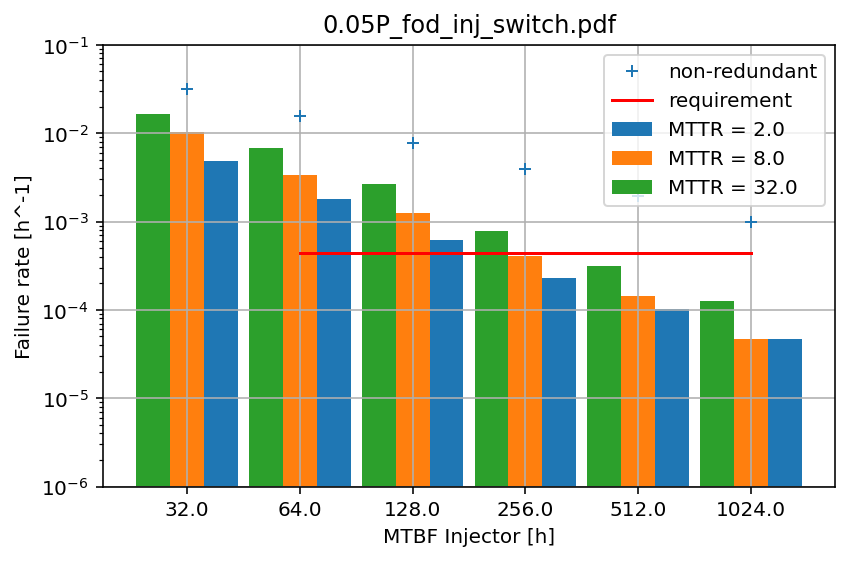 0.05P_fod_inj_switch.pdf
Failure rate [h^-1]
10⁻¹
10⁻²
10⁻³
10⁻⁴
10⁻⁵
10⁻⁶
non-redundant
requirement
MTTR = 2.0
MTTR = 8.0
MTTR = 32.0
32.0 64.0 128.0 256.0 512.0 1024.0
MTBF Injector [h]